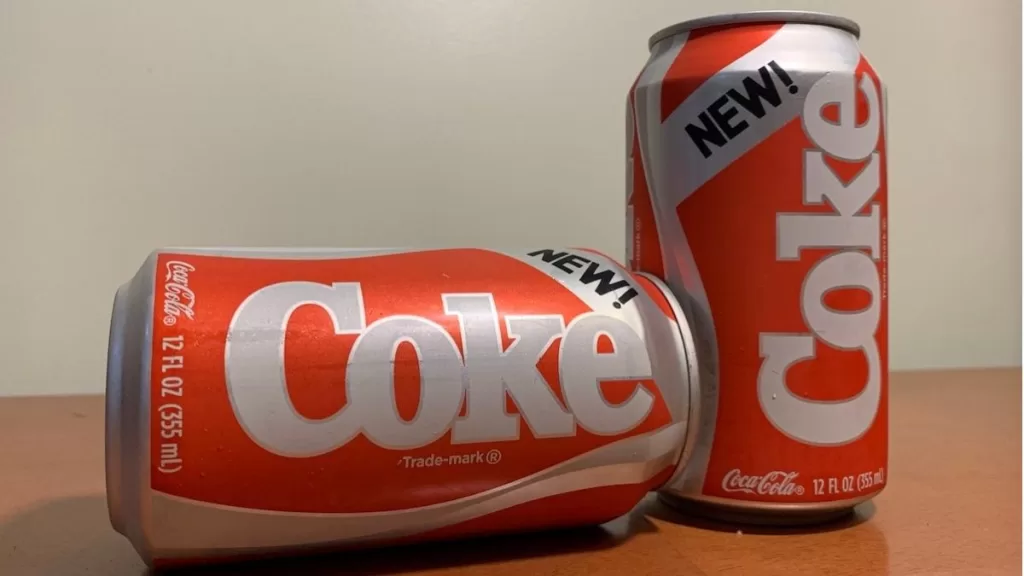 NEW!
Coke
Trade-mark ®
Coca-Cola® 12 FL OZ (355 mL)
NEW!
Coke
Coca-Cola® 12 FL OZ (355 mL)